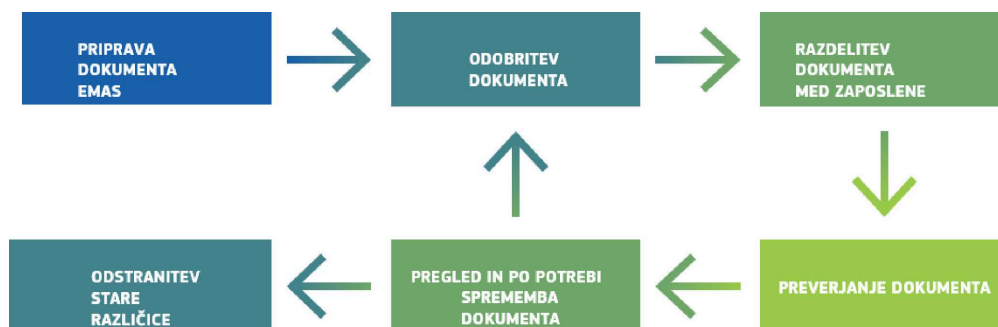 PRIPRAVA
DOKUMENTA
EMAS
ODOBRITEV
DOKUMENTA
RAZDELITEV
DOKUMENTA
MED ZAPOSLENE
ODSTRANITEV
STARE
RAZLIČICE
PREGLED IN PO POTREBI
SPREMEMBA
DOKUMENTA
PREVERJANJE DOKUMENTA